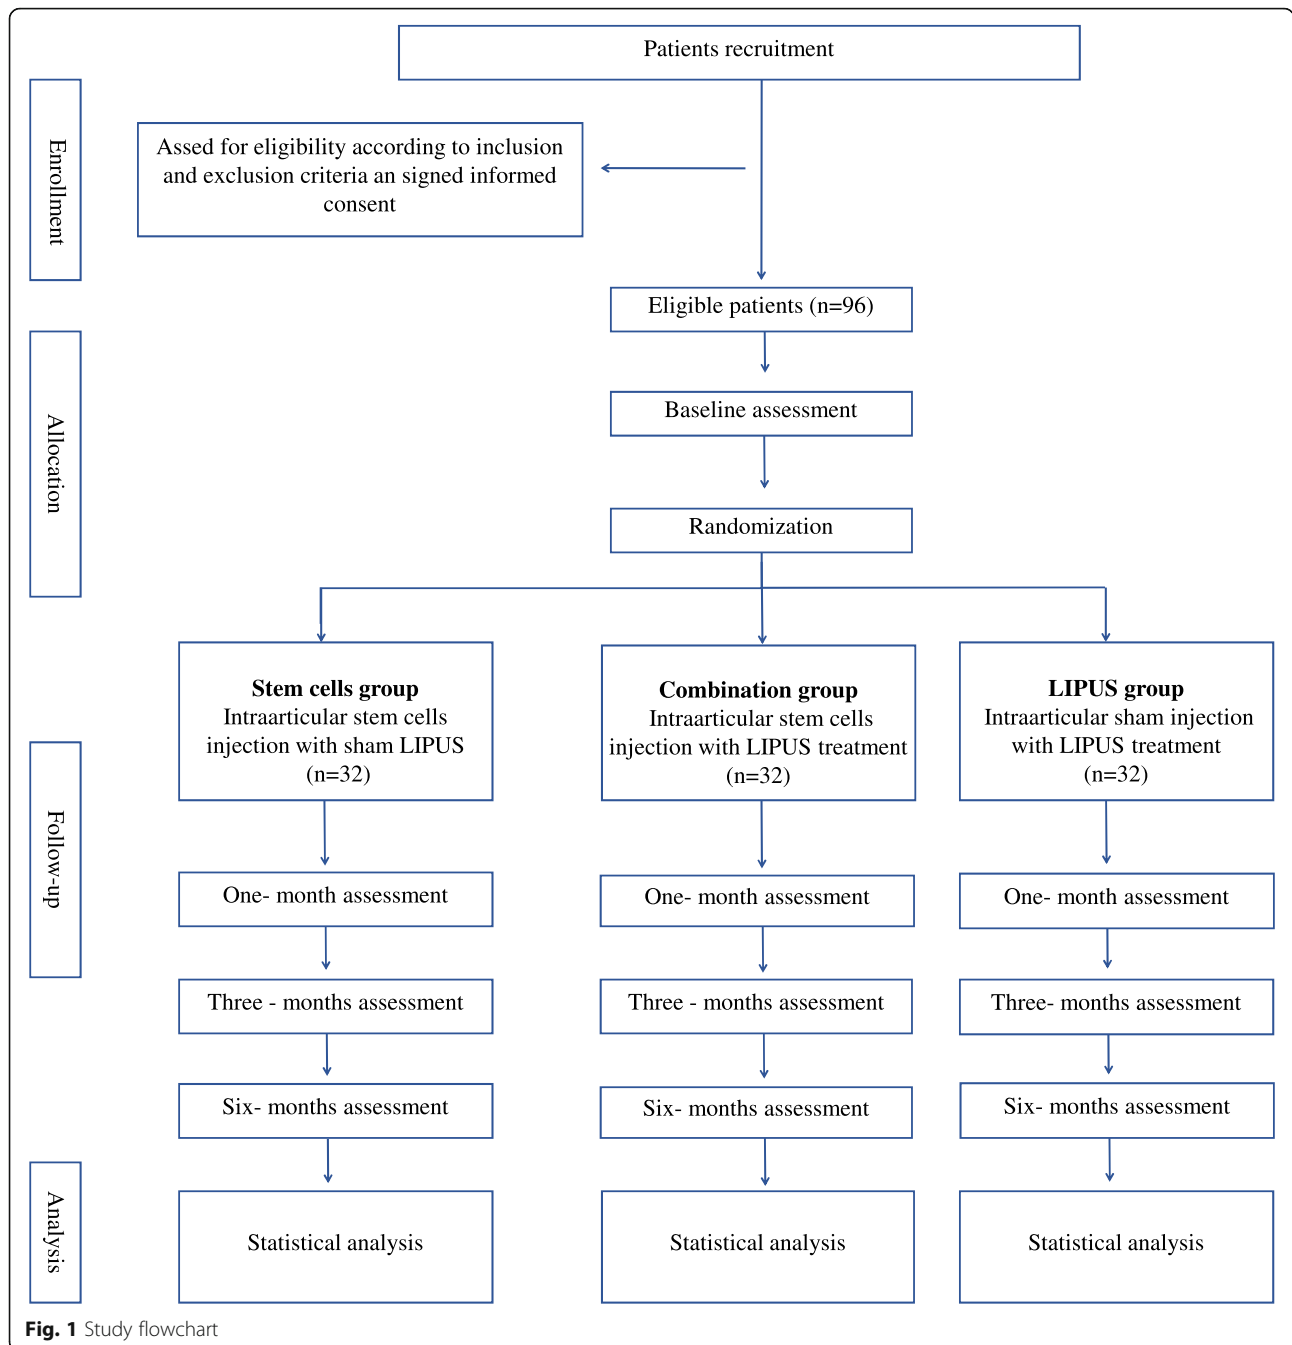 Patients recruitment
Enrollment
Assed for eligibility according to inclusion
and exclusion criteria an signed informed
consent
Eligible patients (n=96)
Allocation
Baseline assessment
Randomization
Stem cells group
Intraarticular stem cells
injection with sham LIPUS
(n=32)
Combination group
Intraarticular stem cells
injection with LIPUS treatment
(n=32)
LIPUS group
Intraarticular sham injection
with LIPUS treatment
(n=32)
Follow-up
One- month assessment
One- month assessment
One- month assessment
Three - months assessment
Three - months assessment
Three- months assessment
Six- months assessment
Six- months assessment
Six- months assessment
Analysis
Statistical analysis
Statistical analysis
Statistical analysis
Fig. 1 Study flowchart